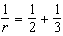 1/r = 1/2 + 1/3